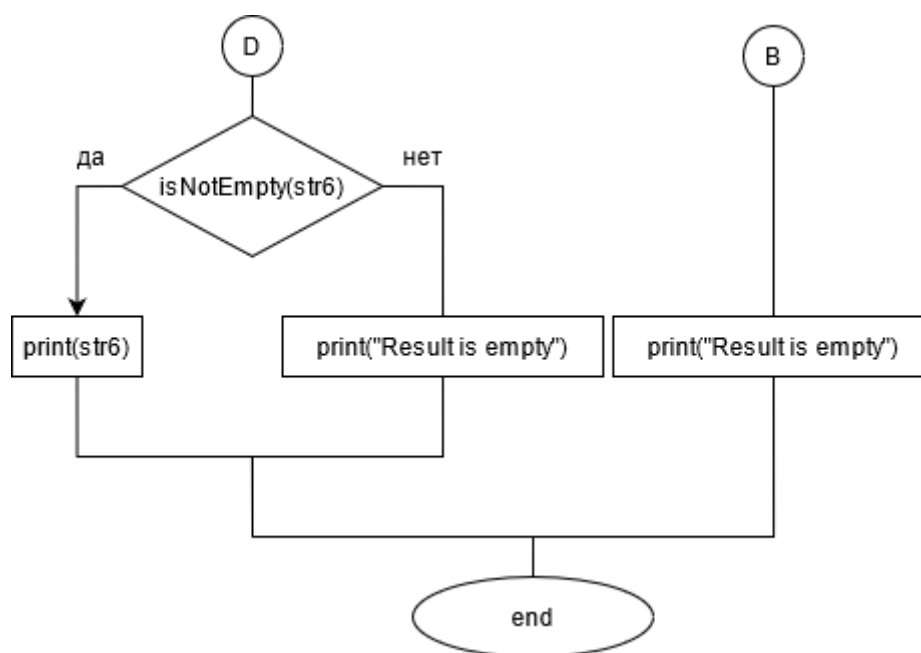 D
B
да
нет
isNotEmpty(str6)
print(str6)
print("Result is empty")
print("Result is empty")
end